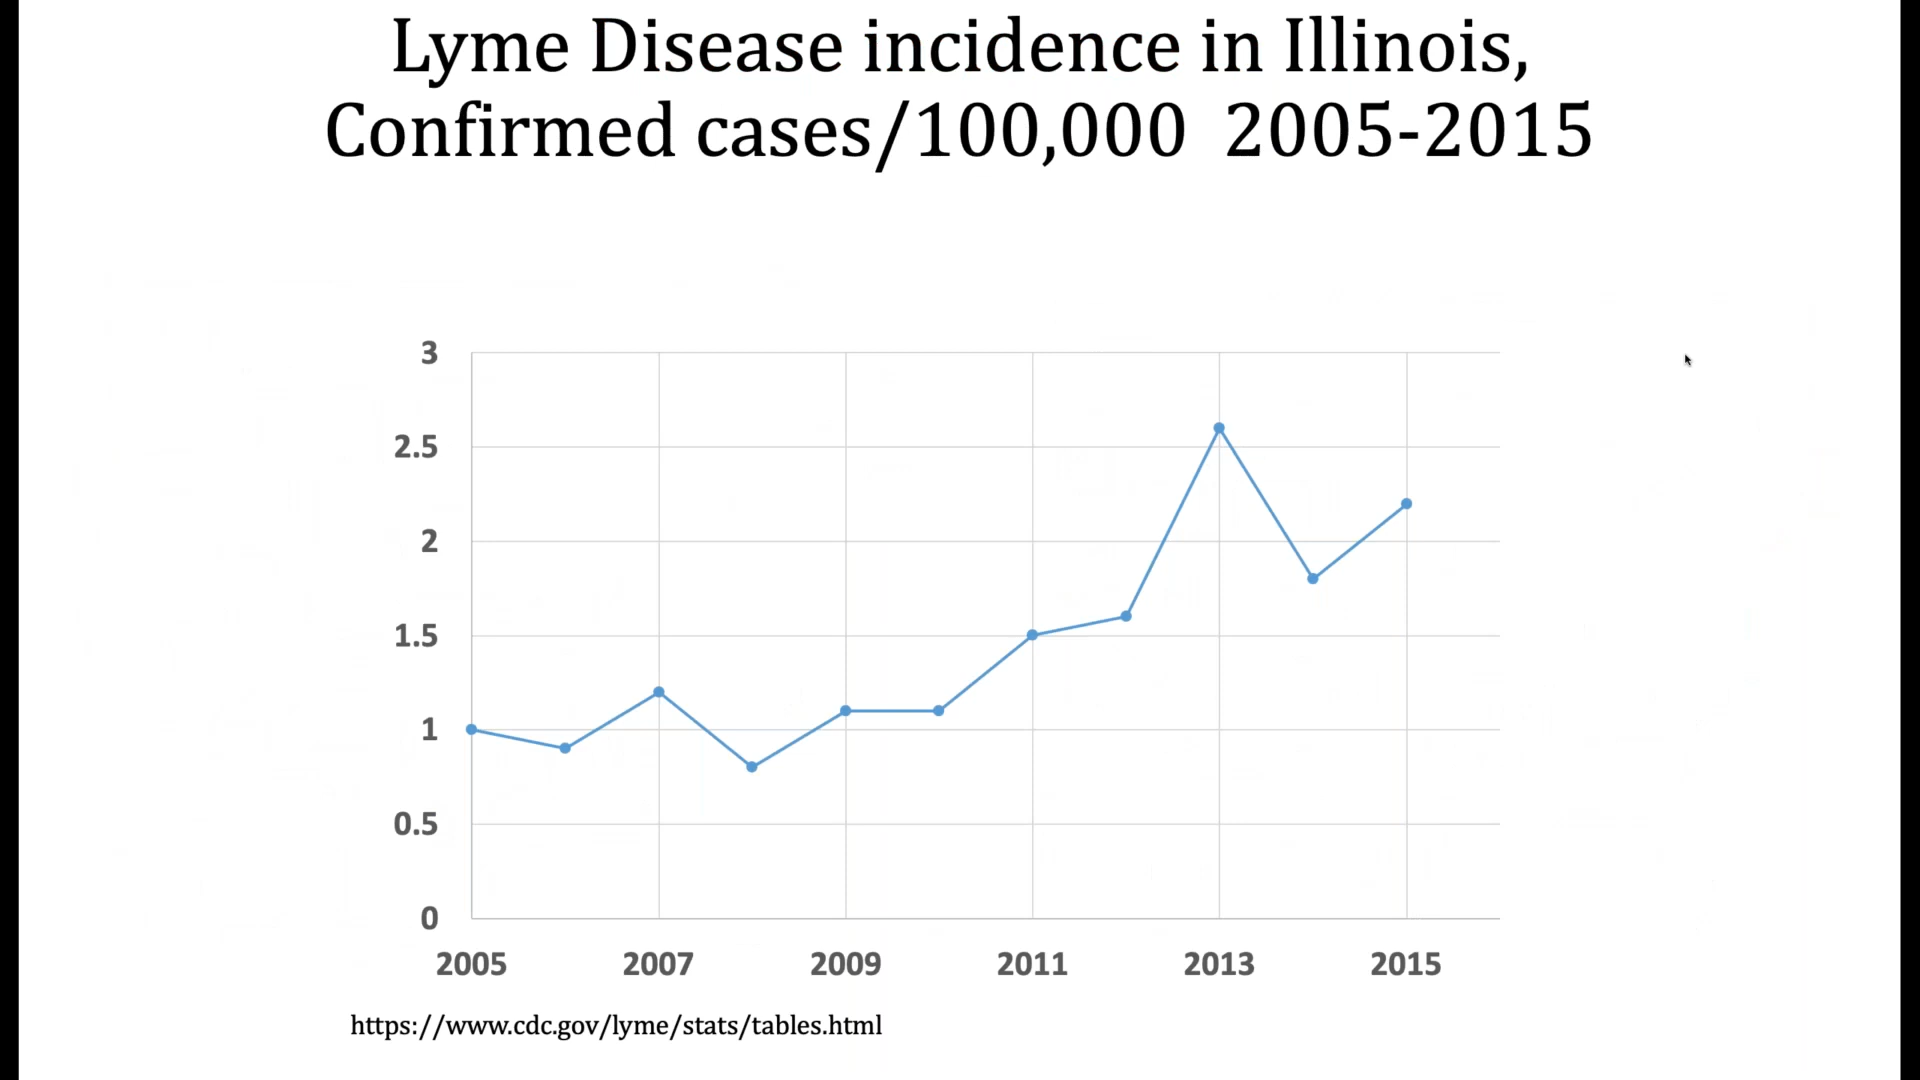 Lyme Disease incidence in Illinois,
Confirmed cases/100,000 2005-2015
3
2.5
2
1.5
1
0.5
0
2005 2007 2009 2011 2013 2015
https://www.cdc.gov/lyme/stats/tables.html